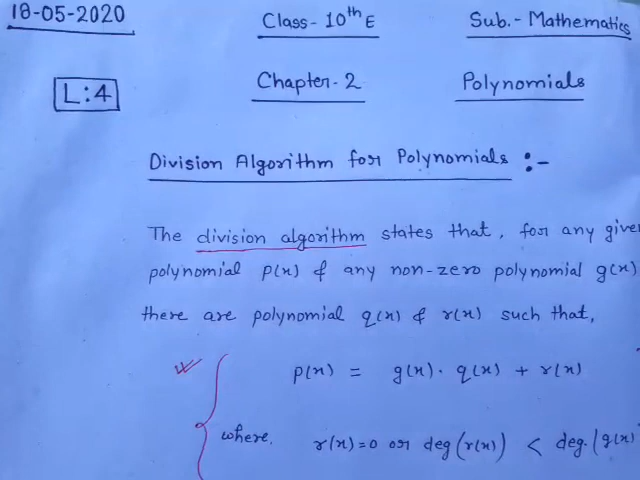 18-05-2020 Class- 10th E Sub.- Mathematics
L:4 Chapter-2 Polynomials
Division Algorithm for Polynomials :-
The division algorithm states that, for any give
polynomial p(x) & any non-zero polynomial g(x)
there are polynomial q(x) & r(x) such that,
p(x) = g(x). q(x) + r(x)
where, r(x)=0 or deg(r(x)) < deg.(g(x)